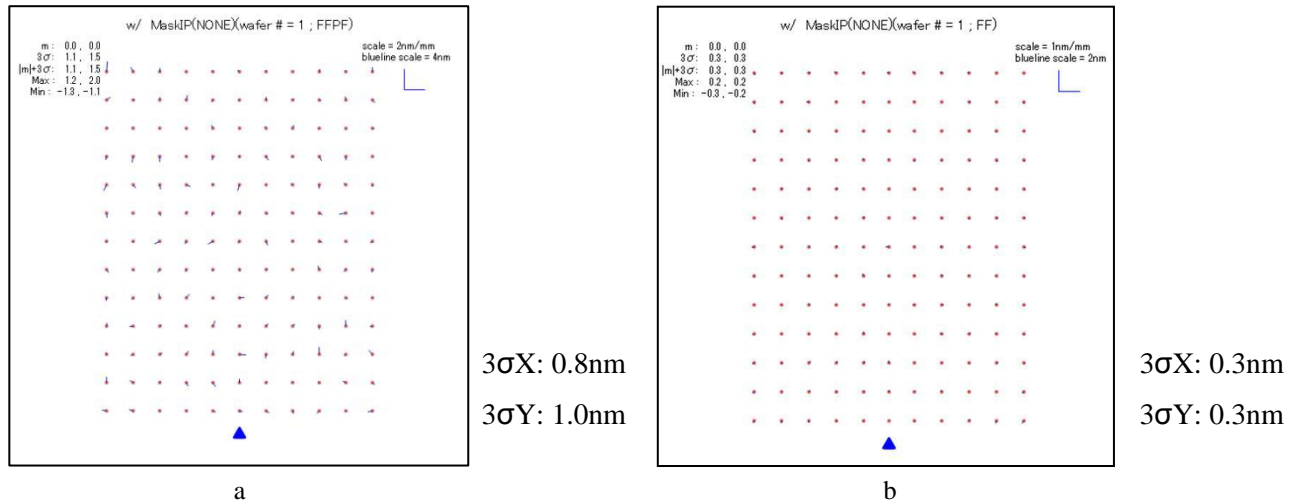 w/ MaskIP(NONE)(wafer # = 1 ; FFPF)
m : 0.0 , 0.0
3σ: 1.1 , 1.5
|m|+3σ: 1.1 , 1.5
Max : 1.2 , 2.0
Min : -1.3 , -1.1
scale = 2nm/mm
blueline scale = 4nm
3σX: 0.8nm
3σY: 1.0nm
a
w/ MaskIP(NONE)(wafer # = 1 ; FF)
m : 0.0 , 0.0
3σ: 0.3 , 0.3
|m|+3σ: 0.3 , 0.3
Max : 0.2 , 0.2
Min : -0.3 , -0.2
scale = 1nm/mm
blueline scale = 2nm
3σX: 0.3nm
3σY: 0.3nm
b